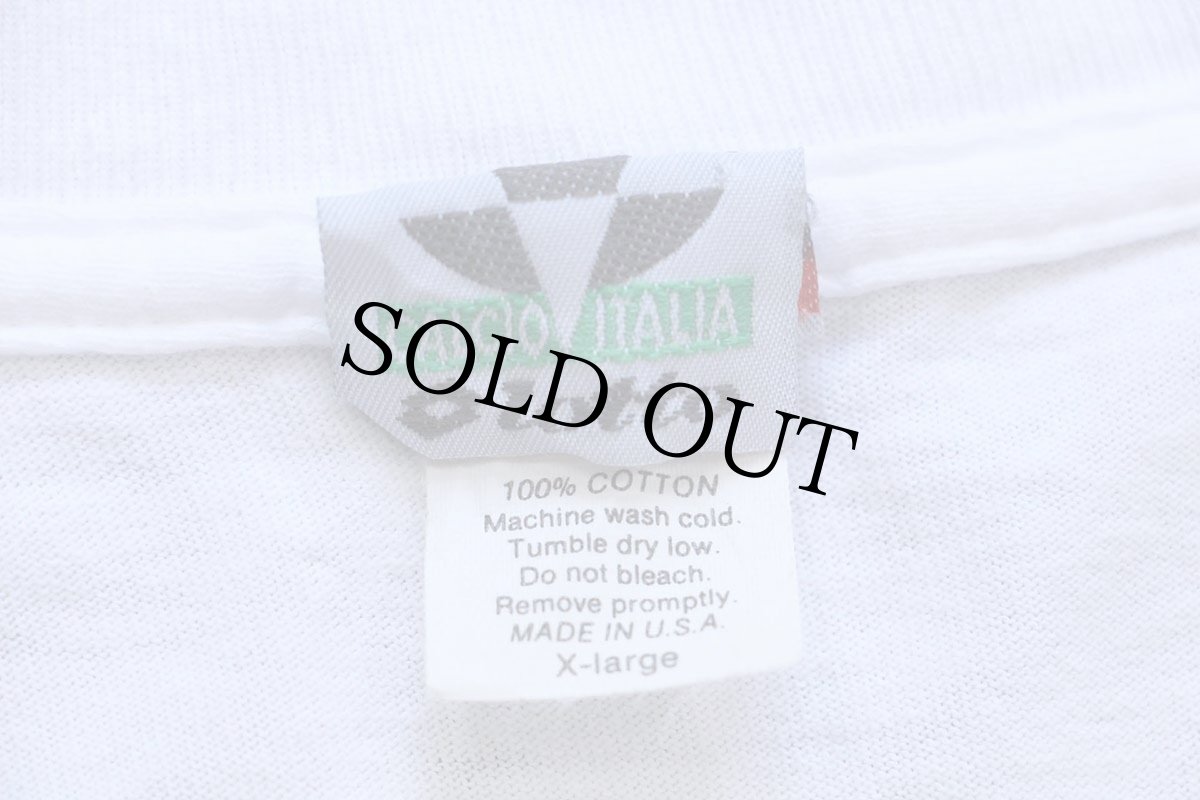 ITALIA
SOLD OUT
100% COTTON
Machine wash cold.
Tumble dry low.
Do not bleach.
Remove promptly.
MADE IN U.S.A.
X-large